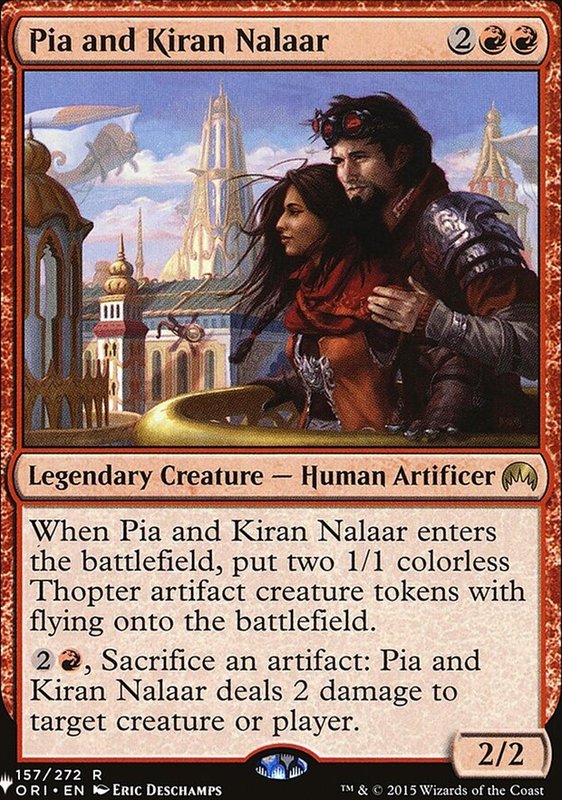 Pia and Kiran Nalaar 2
Legendary Creature — Human Artificer
When Pia and Kiran Nalaar enters
the battlefield, put two 1/1 colorless
Thopter artifact creature tokens with
flying onto the battlefield.
2, Sacrifice an artifact: Pia and
Kiran Nalaar deals 2 damage to
target creature or player.
2/2
157/272 R
ORI • EN Eric Deschamps
™ & © 2015 Wizards of the Coast